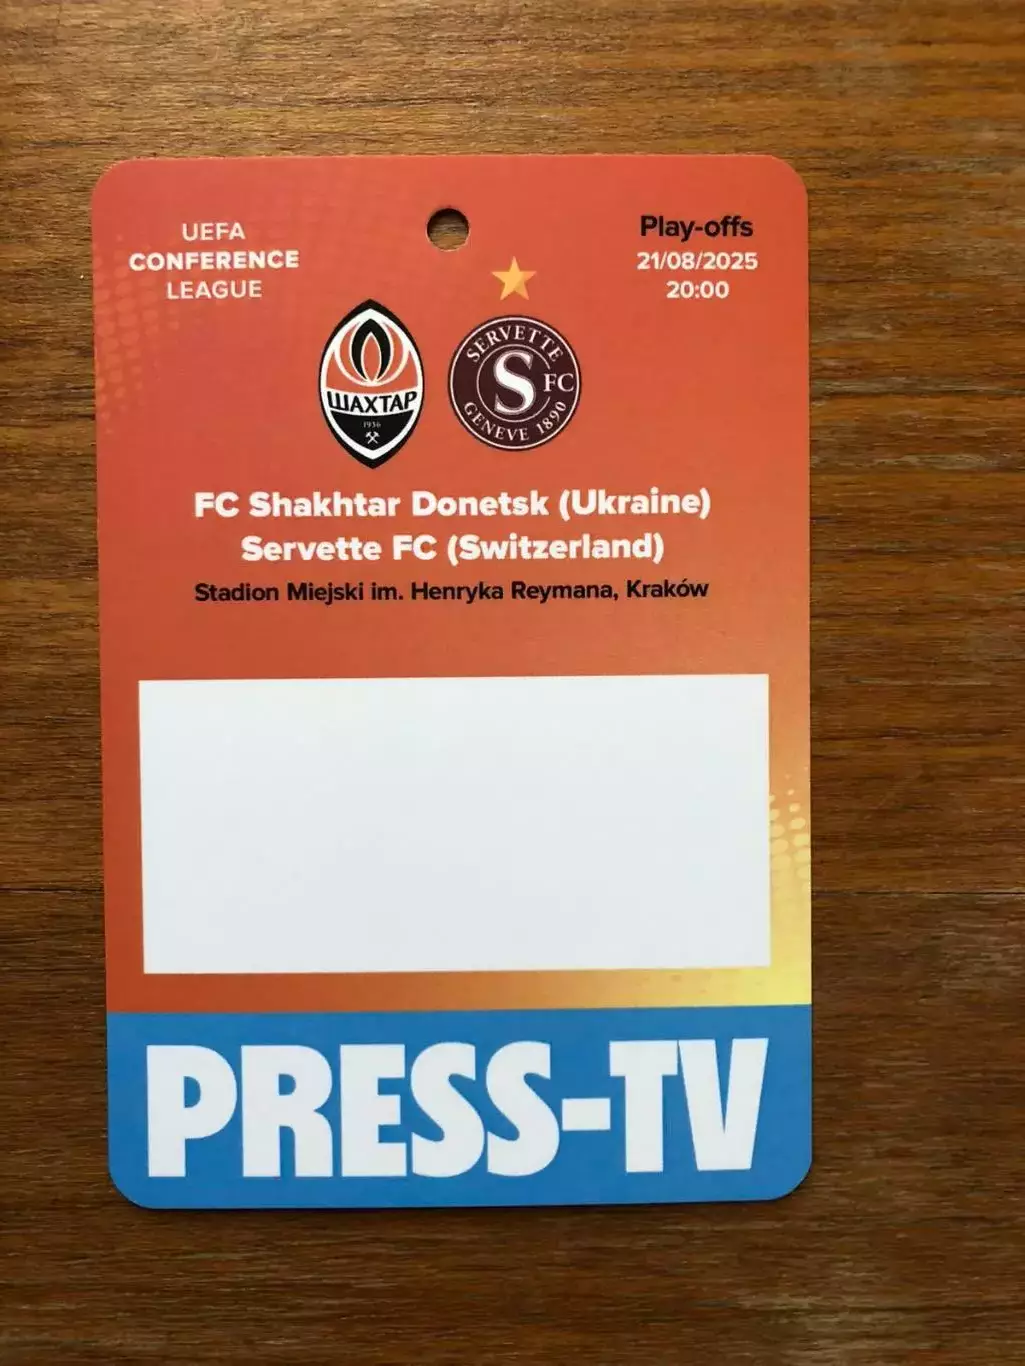 UEFA
CONFERENCE
LEAGUE
Play-offs
21/08/2025
20:00
ШАХТАР
1936
SERVETTE
S FC
GENEVE 1890
FC Shakhtar Donetsk (Ukraine)
Servette FC (Switzerland)
Stadion Miejski im. Henryka Reymana, Kraków
PRESS-TV